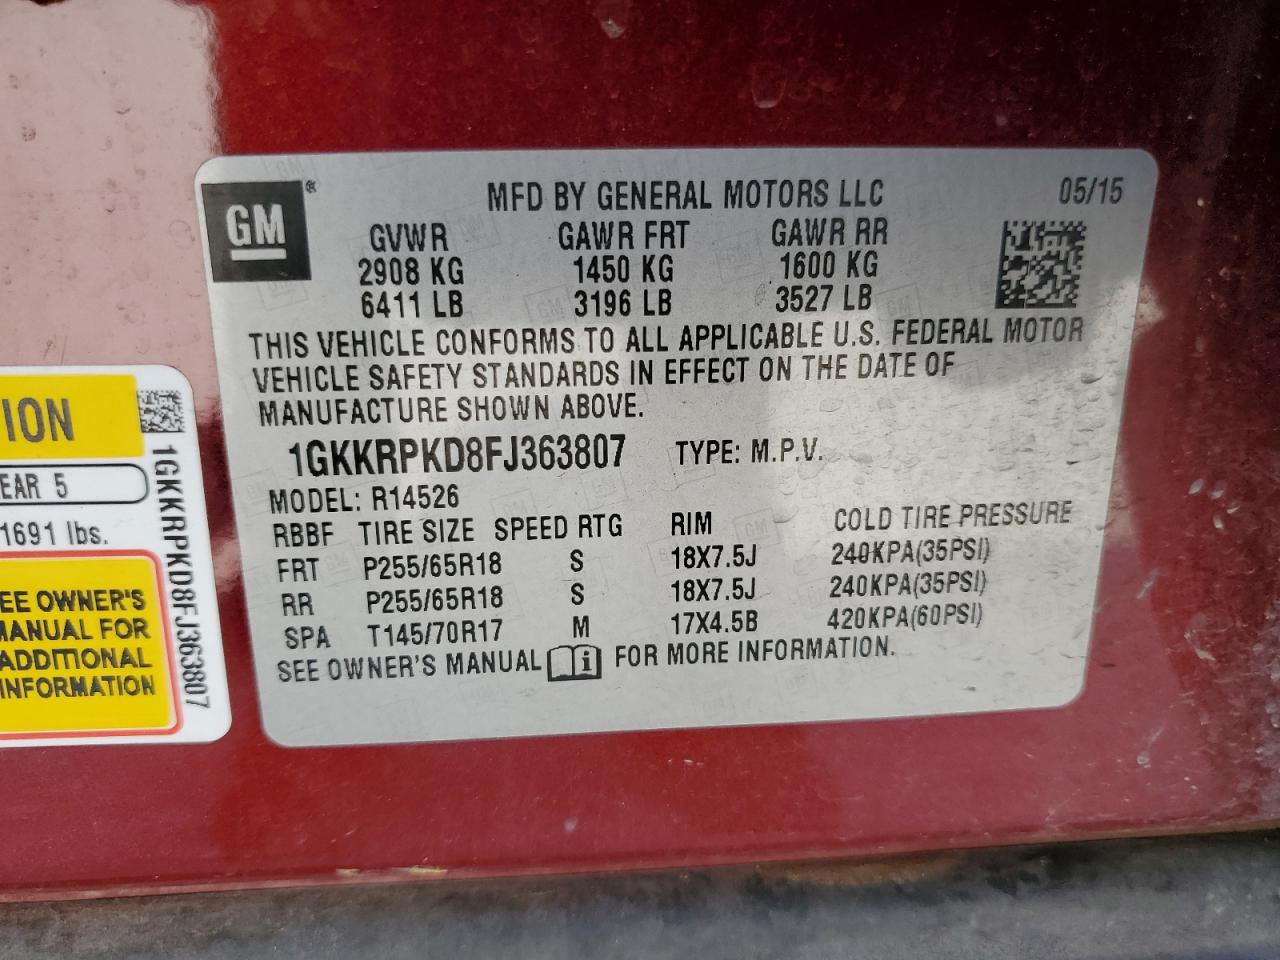 GM®
MFD BY GENERAL MOTORS LLC 05/15
GVWR GAWR FRT GAWR RR
2908 KG 1450 KG 1600 KG
6411 LB 3196 LB 3527 LB
THIS VEHICLE CONFORMS TO ALL APPLICABLE U.S. FEDERAL MOTOR
VEHICLE SAFETY STANDARDS IN EFFECT ON THE DATE OF
MANUFACTURE SHOWN ABOVE.
1GKKRPKD8FJ363807 TYPE: M.P.V.
MODEL: R14526
RBBF TIRE SIZE SPEED RTG RIM COLD TIRE PRESSURE
FRT P255/65R18 S 18X7.5J 240KPA(35PSI)
RR P255/65R18 S 18X7.5J 240KPA(35PSI)
SPA T145/70R17 M 17X4.5B 420KPA(60PSI)
SEE OWNER'S MANUAL i FOR MORE INFORMATION.
ION
EAR 5
1691 lbs.
EE OWNER'S
MANUAL FOR
ADDITIONAL
INFORMATION
1GKKRPKD8FJ363807